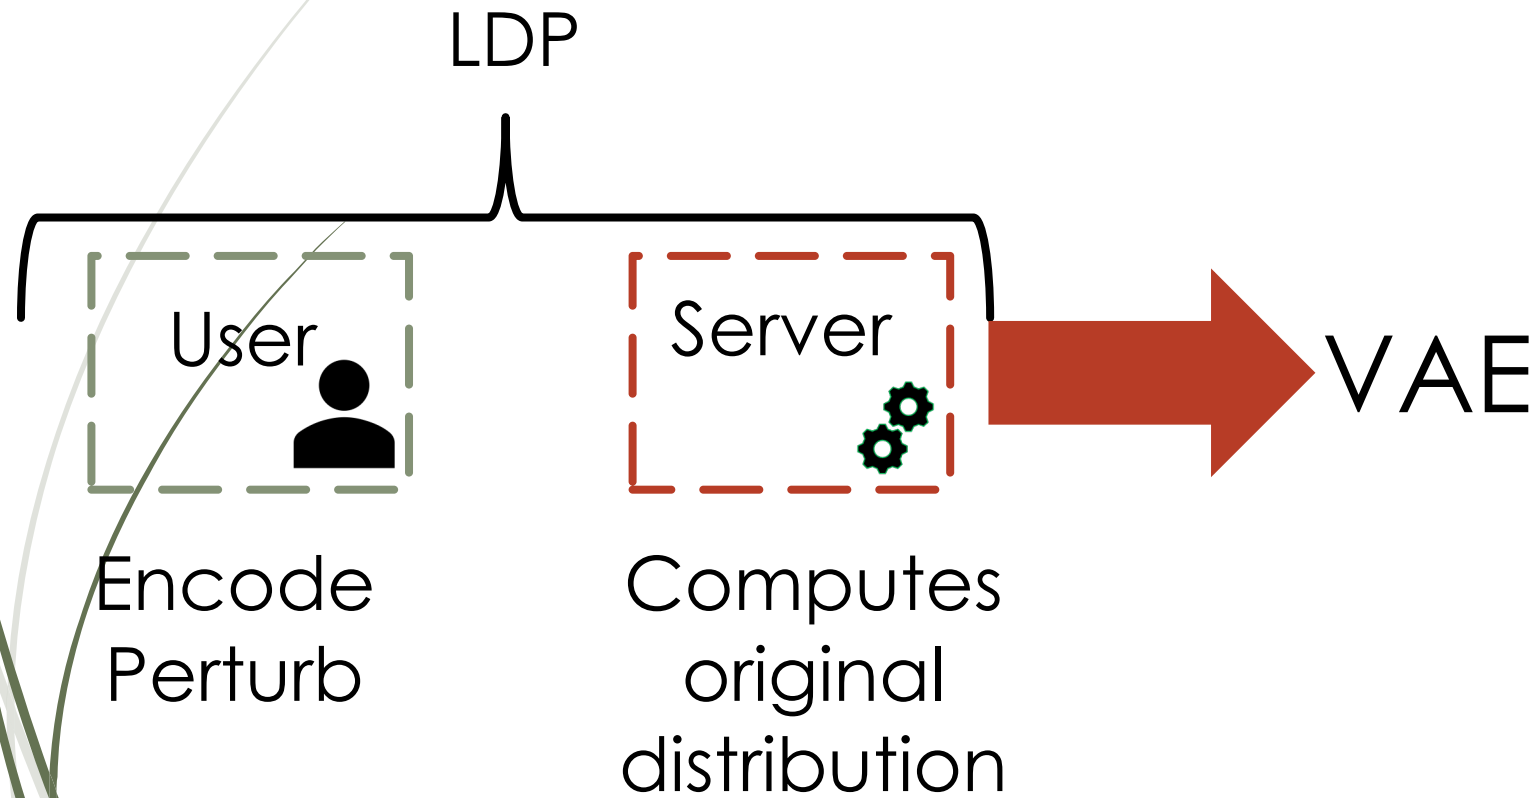 LDP
User
Server
VAE
Encode
Perturb
Computes
original
distribution